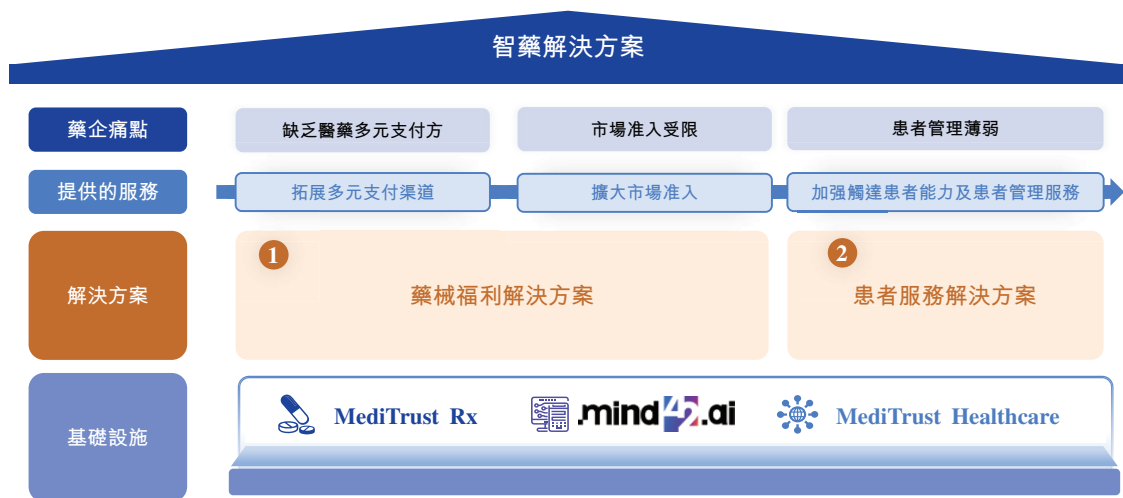 智藥解決方案
藥企痛點
缺乏醫藥多元支付方
市場准入受限
患者管理薄弱
提供的服務
拓展多元支付渠道
擴大市場准入
加强觸達患者能力及患者管理服務
解決方案
1
藥械福利解決方案
2
患者服務解決方案
基礎設施
MediTrust Rx
.mind42.ai
MediTrust Healthcare